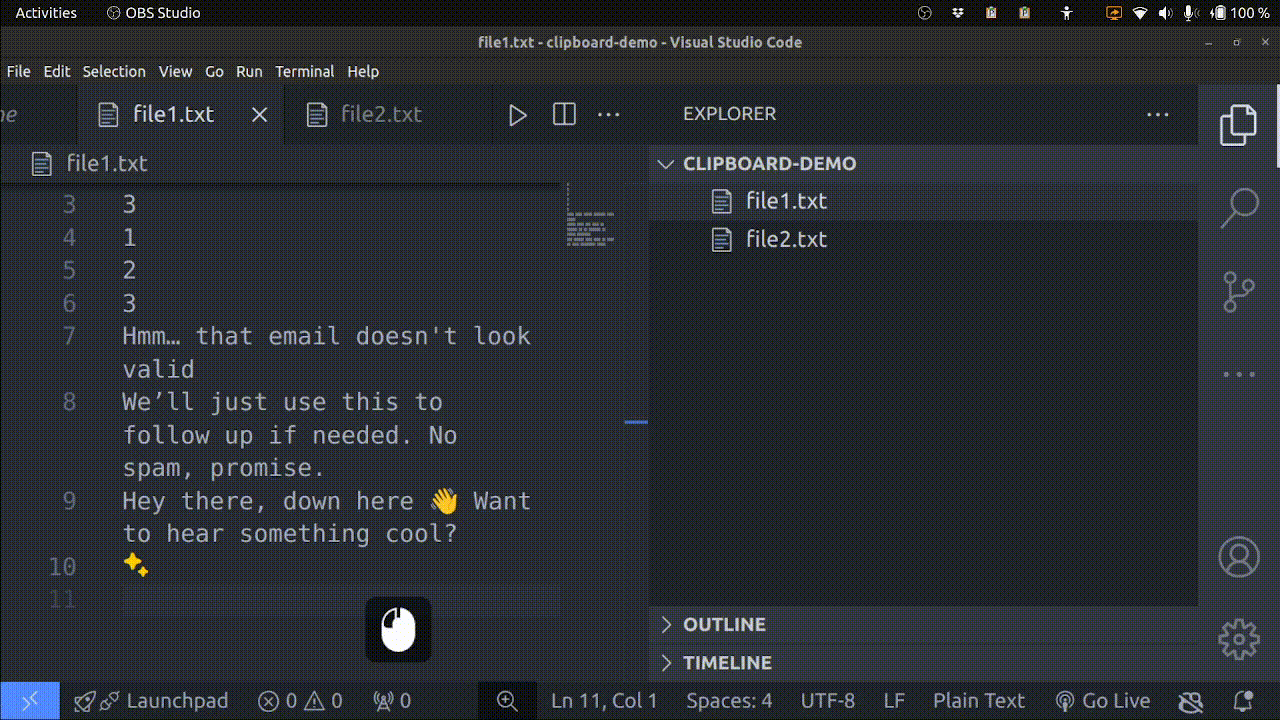 Activities OBS Studio 100 %
file1.txt - clipboard-demo - Visual Studio Code
File Edit Selection View Go Run Terminal Help
file1.txt file2.txt
file1.txt
3 3
4 1
5 2
6 3
7 Hmm… that email doesn't look
valid
8 We’ll just use this to
follow up if needed. No
spam, promise.
9 Hey there, down here 👋 Want
to hear something cool?
10 ✨
11
EXPLORER
CLIPBOARD-DEMO
file1.txt
file2.txt
OUTLINE
TIMELINE
Launchpad 0 0 0 Ln 11, Col 1 Spaces: 4 UTF-8 LF Plain Text Go Live